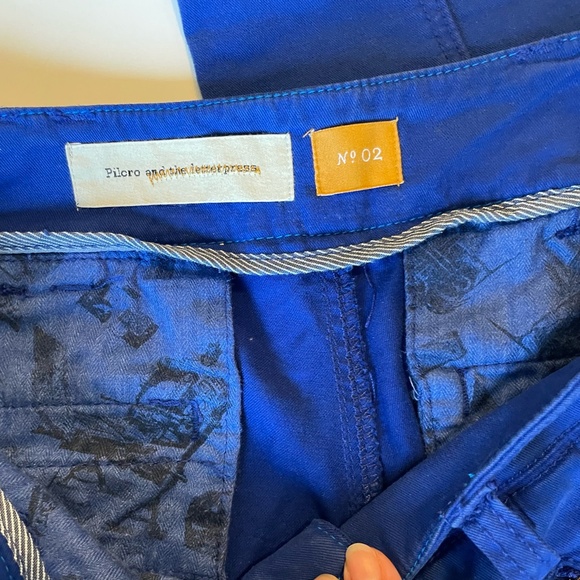 Pilcro and the letterpress
Nº 02